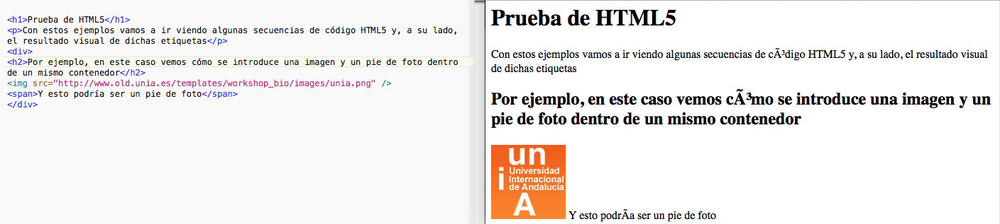 <h1>Prueba de HTML5</h1>
<p>Con estos ejemplos vamos a ir viendo algunas secuencias de código HTML5 y, a su lado,
el resultado visual de dichas etiquetas</p>
<div>
<h2>Por ejemplo, en este caso vemos cómo se introduce una imagen y un pie de foto dentro
de un mismo contenedor</h2>
<img src="http://www.old.unia.es/templates/workshop_bio/images/unia.png" />
<span>Y esto podría ser un pie de foto</span>
</div>
Prueba de HTML5
Con estos ejemplos vamos a ir viendo algunas secuencias de cÃ³digo HTML5 y, a su lado, el resultado visual
de dichas etiquetas
Por ejemplo, en este caso vemos cÃ³mo se introduce una imagen y un
pie de foto dentro de un mismo contenedor
un
i
Universidad
Internacional
de Andalucía
A
Y esto podrÃa ser un pie de foto